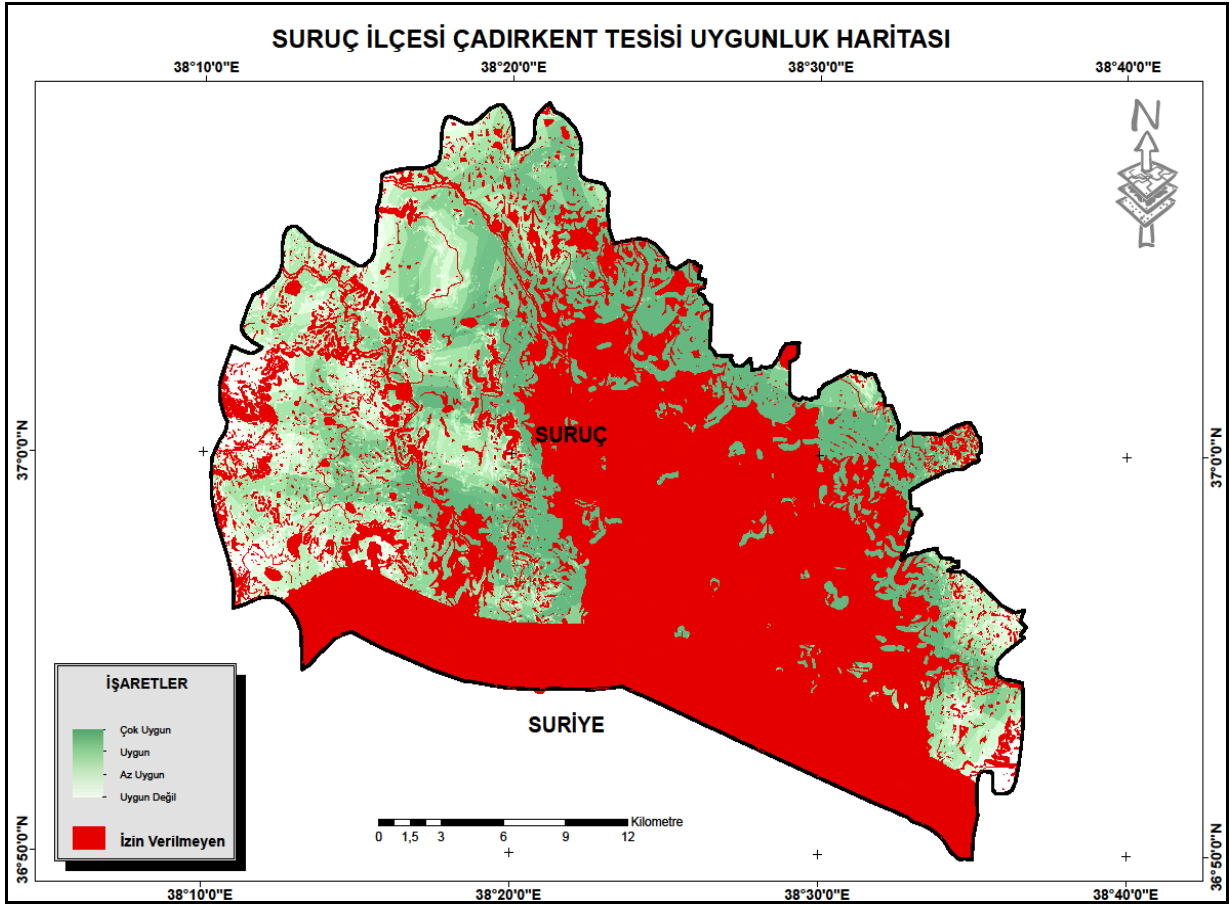 SURUÇ İLÇESİ ÇADIRKENT TESİSİ UYGUNLUK HARİTASI
38°10'0"E 38°20'0"E 38°30'0"E 38°40'0"E
N
37°0'0"N
37°0'0"N
SURUÇ
SURİYE
İŞARETLER
Çok Uygun
Uygun
Az Uygun
Uygun Değil
İzin Verilmeyen
Kilometre
0 1,5 3 6 9 12
36°50'0"N
36°50'0"N
38°10'0"E 38°20'0"E 38°30'0"E 38°40'0"E